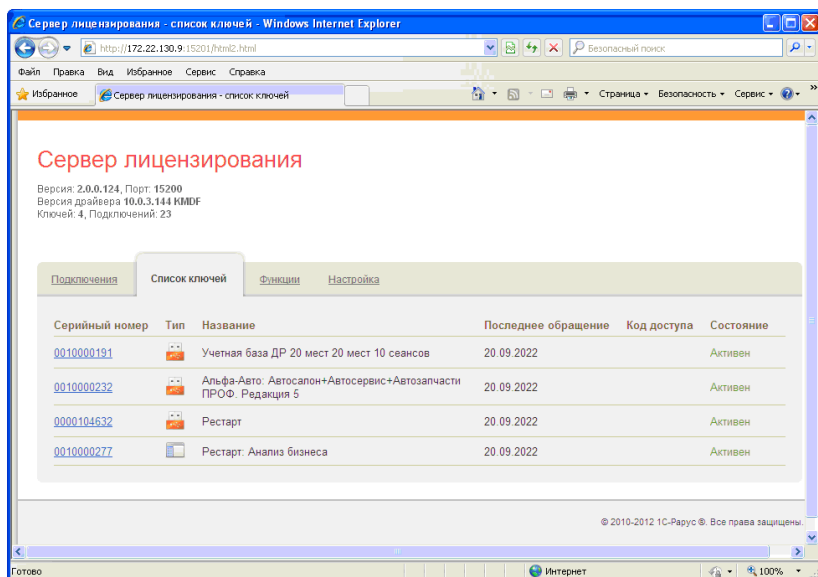 Сервер лицензирования - список ключей - Windows Internet Explorer
http://172.22.130.9:15201/html2.html
Безопасный поиск
Файл Правка Вид Избранное Сервис Справка
Избранное Сервер лицензирования - список ключей Страница Безопасность Сервис »
Сервер лицензирования
Версия: 2.0.0.124, Порт: 15200
Версия драйвера 10.0.3.144 KMDF
Ключей: 4, Подключений: 23
Подключения Список ключей Функции Настройка
Серийный номер Тип Название Последнее обращение Код доступа Состояние
0010000191 Учетная база ДР 20 мест 20 мест 10 сеансов 20.09.2022 Активен
0010000232 Альфа-Авто: Автосалон+Автосервис+Автозапчасти ПРОФ. Редакция 5 20.09.2022 Активен
0000104632 Рестарт 20.09.2022 Активен
0010000277 Рестарт: Анализ бизнеса 20.09.2022 Активен
© 2010-2012 1С-Рарус ®. Все права защищены.
Готово Интернет 100%